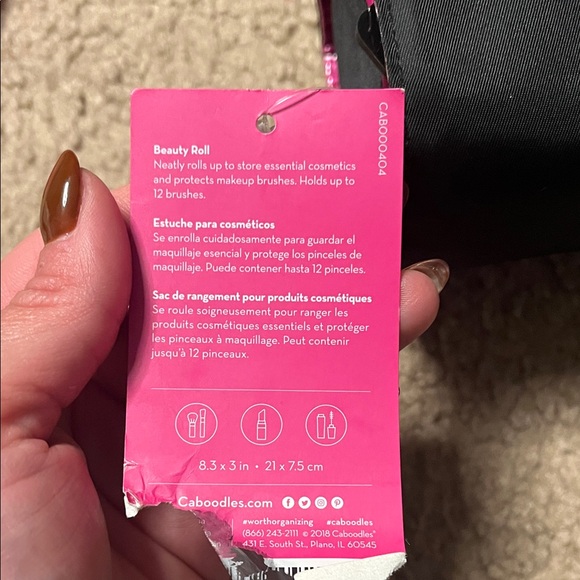 CAB000404
Beauty Roll
Neatly rolls up to store essential cosmetics
and protects makeup brushes. Holds up to
12 brushes.
Estuche para cosméticos
Se enrolla cuidadosamente para guardar el
maquillaje esencial y protege los pinceles de
maquillaje. Puede contener hasta 12 pinceles.
Sac de rangement pour produits cosmétiques
Se roule soigneusement pour ranger les
produits cosmétiques essentiels et protéger
les pinceaux à maquillage. Peut contenir
jusqu'à 12 pinceaux.
8.3 x 3 in • 21 x 7.5 cm
Caboodles.com
#worthorganizing #caboodles
(866) 243-2111 © 2018 Caboodles®
431 E. South St., Plano, IL 60545